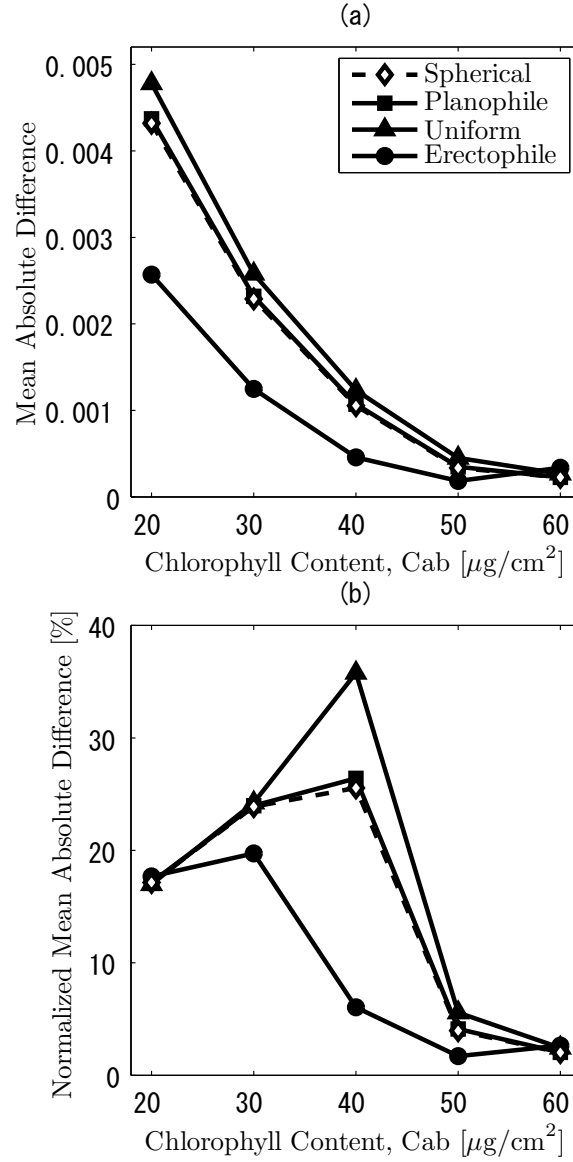 (a)
Mean Absolute Difference
0.005
0.004
0.003
0.002
0.001
0
Spherical
Planophile
Uniform
Erectophile
20 30 40 50 60
Chlorophyll Content, Cab [μg/cm²]
(b)
Normalized Mean Absolute Difference [%]
40
30
20
10
0
20 30 40 50 60
Chlorophyll Content, Cab [μg/cm²]